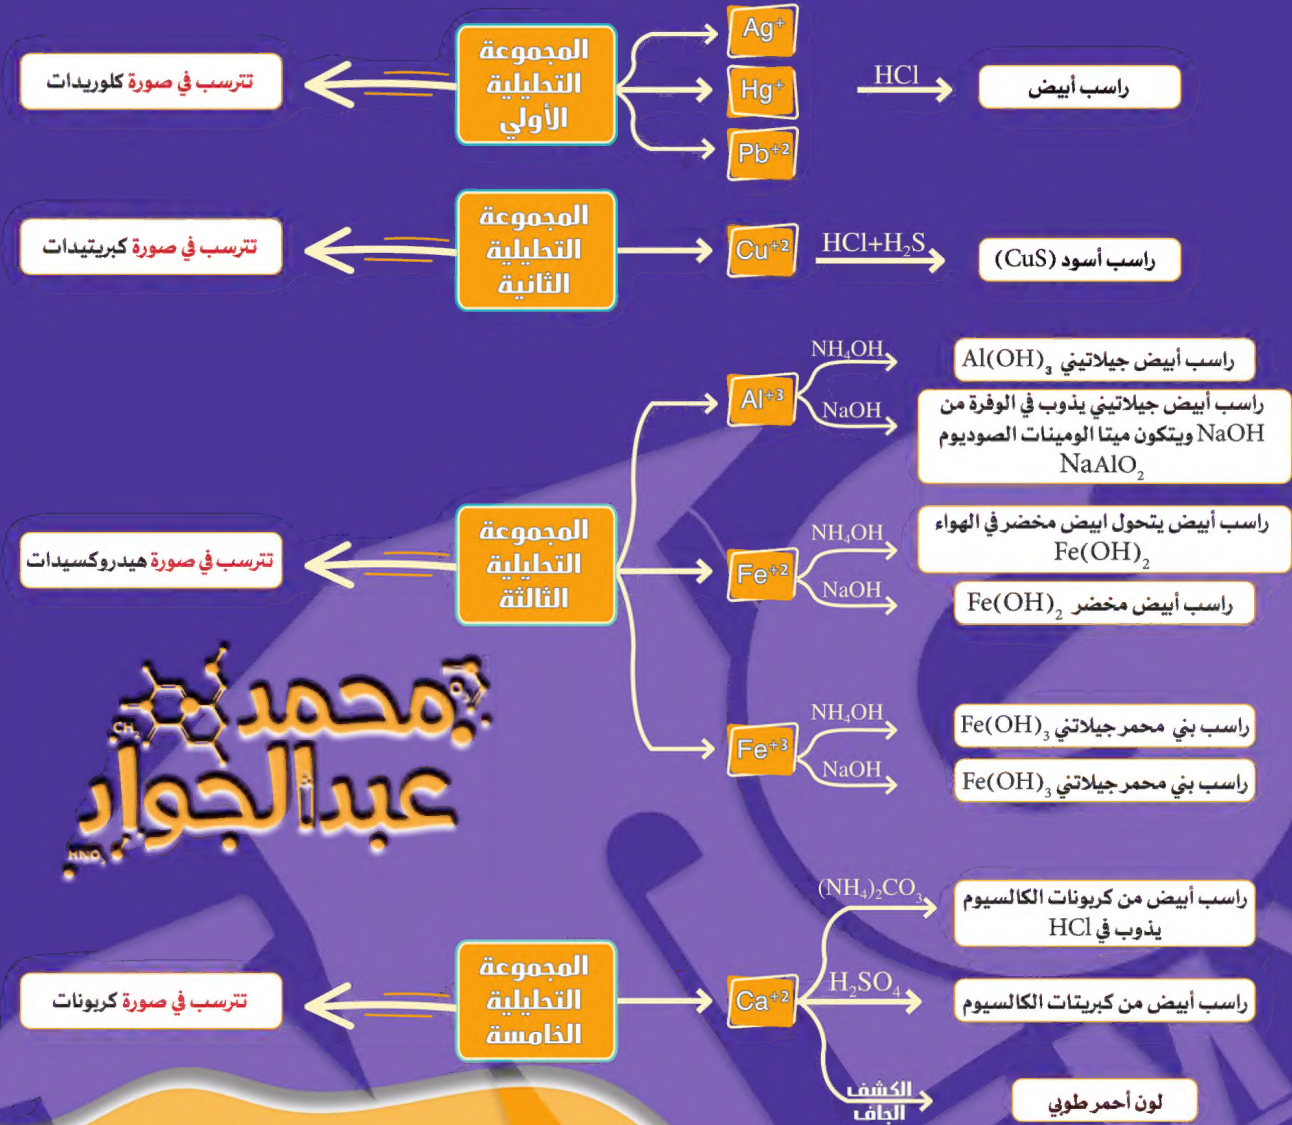 المجموعة
التحليلية
الأولي
تترسب في صورة كلوريدات
Ag⁺
Hg⁺
Pb⁺²
HCl
راسب أبيض
المجموعة
التحليلية
الثانية
تترسب في صورة كبريتيدات
Cu⁺²
HCl+H₂S
راسب أسود (CuS)
المجموعة
التحليلية
الثالثة
تترسب في صورة هيدروكسيدات
Al⁺³
NH₄OH
راسب أبيض جيلاتيني Al(OH)₃
NaOH
راسب أبيض جيلاتيني يذوب في الوفرة من
NaOH ويتكون ميتا الومينات الصوديوم
NaAlO₂
Fe⁺²
NH₄OH
راسب أبيض يتحول ابيض مخضر في الهواء
Fe(OH)₂
NaOH
راسب أبيض مخضر Fe(OH)₂
Fe⁺³
NH₄OH
راسب بني محمر جيلاتني Fe(OH)₃
NaOH
راسب بني محمر جيلاتني Fe(OH)₃
محمد
عبدالجواد
CH₂
O₂
HNO₃
المجموعة
التحليلية
الخامسة
تترسب في صورة كربونات
Ca⁺²
(NH₄)₂CO₃
راسب أبيض من كربونات الكالسيوم
يذوب في HCl
H₂SO₄
راسب أبيض من كبريتات الكالسيوم
الكشف
الجاف
لون أحمر طوبي